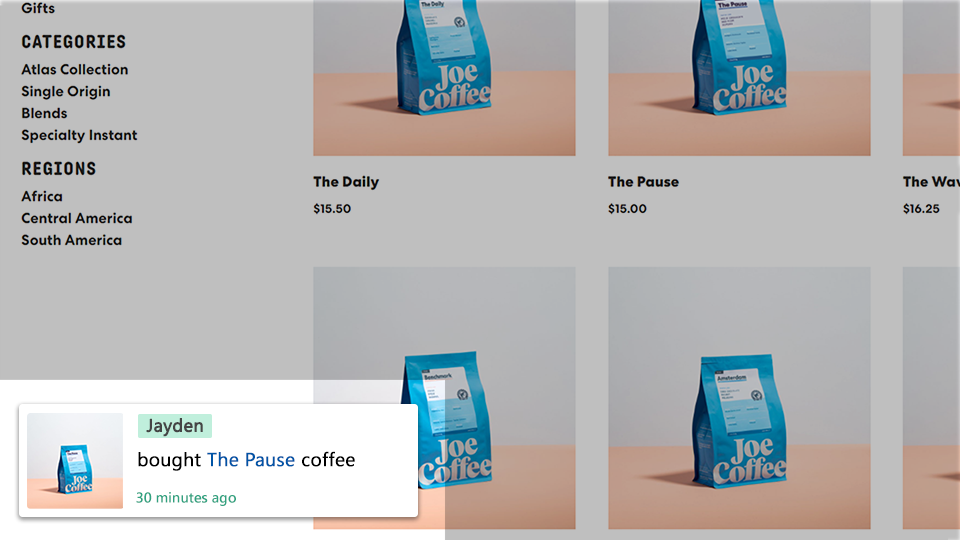 Gifts
CATEGORIES
Atlas Collection
Single Origin
Blends
Specialty Instant
REGIONS
Africa
Central America
South America
The Daily
Joe
Coffee
The Daily
$15.50
The Pause
Joe
Coffee
The Pause
$15.00
The Wav
$16.25
Benchmark
Joe
Coffee
Amsterdam
Joe
Coffee
Joe
Coffee
Jayden
bought The Pause coffee
30 minutes ago